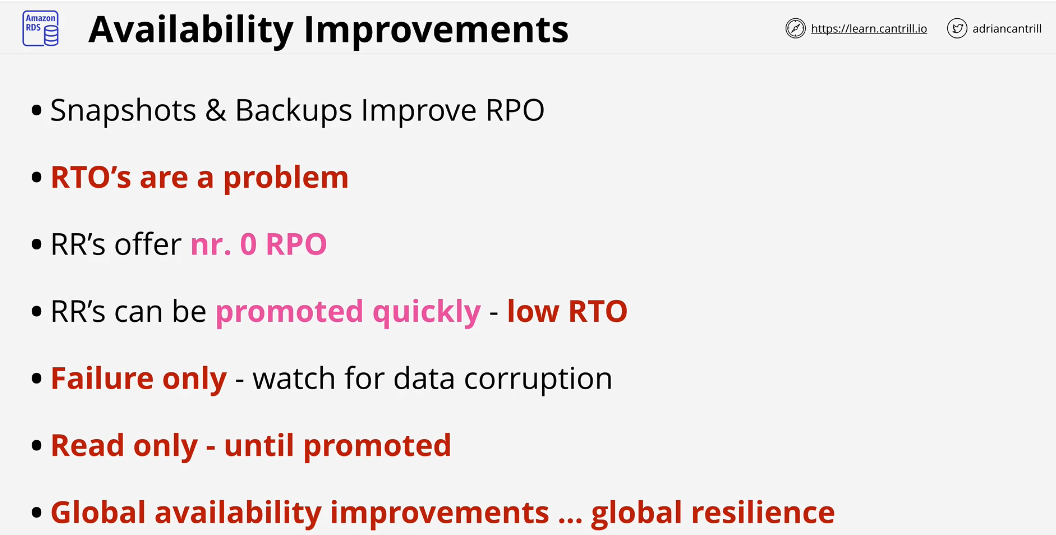 Amazon
RDS
Availability Improvements
https://learn.cantrill.io
adriancantrill
• Snapshots & Backups Improve RPO
• RTO’s are a problem
• RR’s offer nr. 0 RPO
• RR’s can be promoted quickly - low RTO
• Failure only - watch for data corruption
• Read only - until promoted
• Global availability improvements ... global resilience